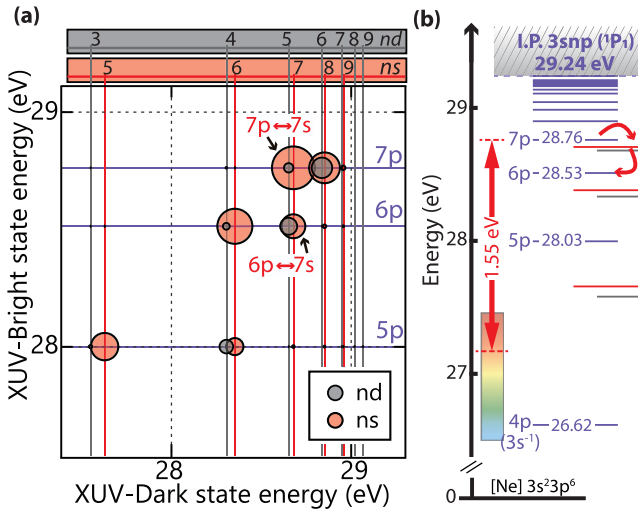 (a)
3 4 5 6 7 8 9 nd
5 6 7 8 9 ns
XUV-Bright state energy (eV)
29
28
7p↔7s
7p
6p
6p↔7s
5p
nd
ns
28 29
XUV-Dark state energy (eV)
(b)
I.P. 3snp (¹P₁)
29.24 eV
Energy (eV)
29
28
27
0
7p 28.76
6p 28.53
5p 28.03
1.55 eV
4p 26.62
(3s⁻¹)
[Ne] 3s²3p⁶